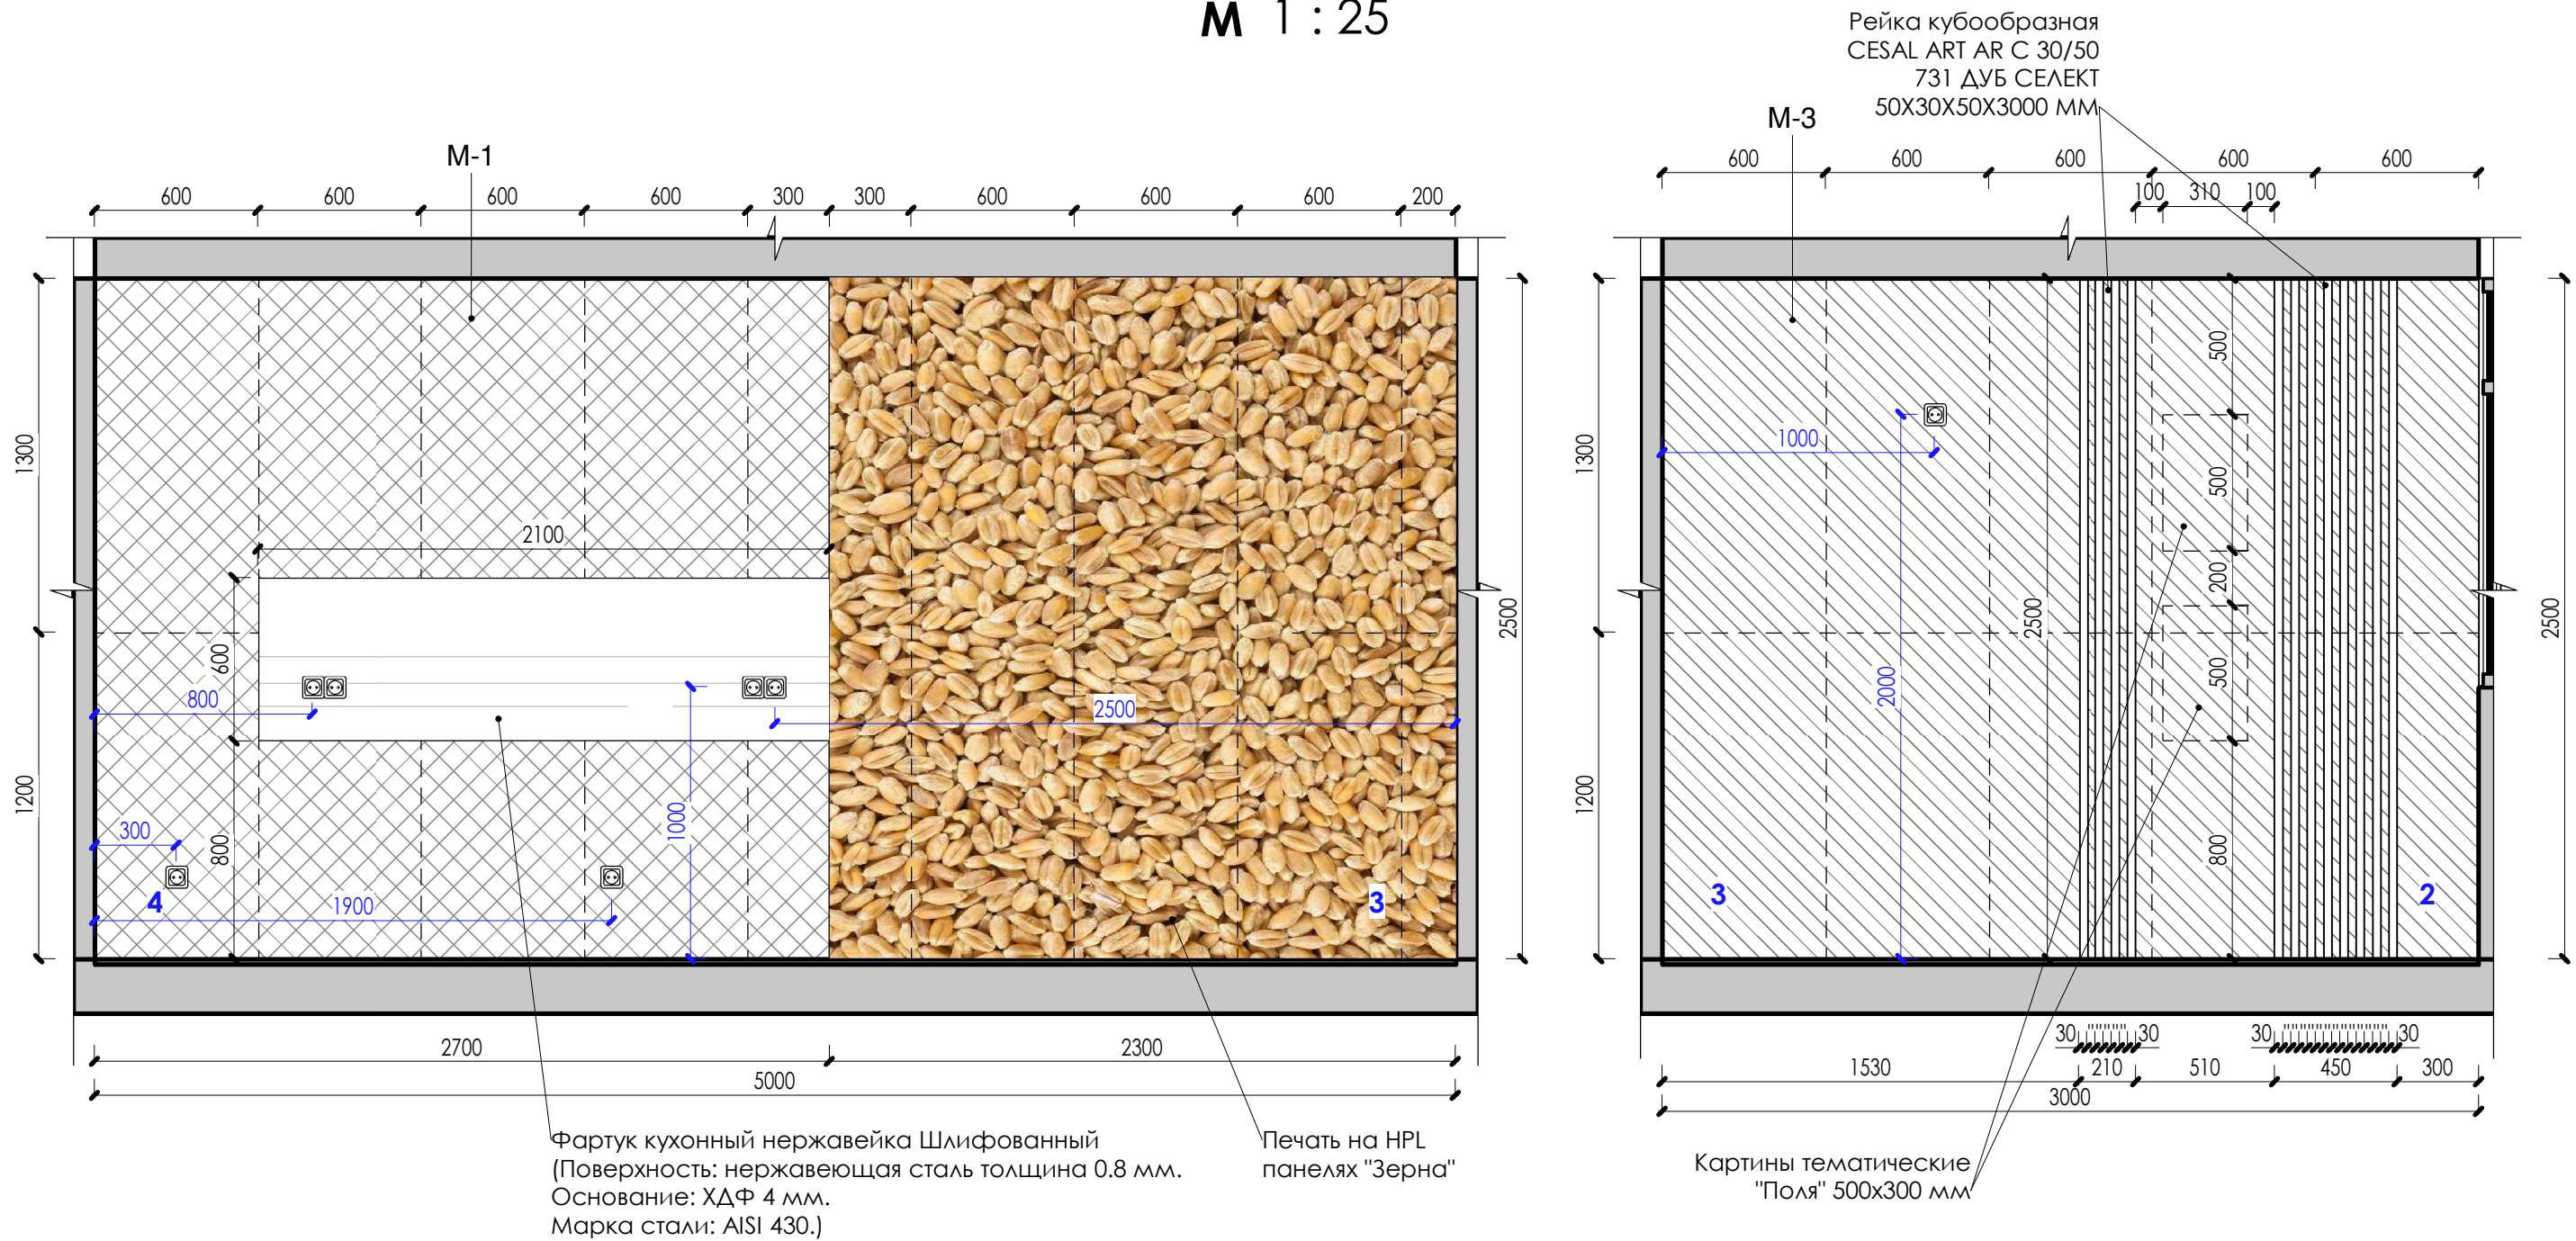 М 1 : 25
Рейка кубообразная
CESAL ART AR C 30/50
731 ДУБ СЕЛЕКТ
50Х30Х50Х3000 ММ
М-1
600 600 600 600 300 300 600 600 600 200
1300
1200
2100
600
800
800
300
1900
1000
2500
4
3
2500
2700 2300
5000
Фартук кухонный нержавейка Шлифованный
(Поверхность: нержавеющая сталь толщина 0.8 мм.
Основание: ХДФ 4 мм.
Марка стали: AISI 430.)
Печать на HPL
панелях "Зерна"
М-3
600 600 600 600 600
100 310 100
1300
1200
1000
2000
2500
500
500
200
500
800
3
2
2500
30 30 30 30
1530 210 510 450 300
3000
Картины тематические
"Поля" 500х300 мм